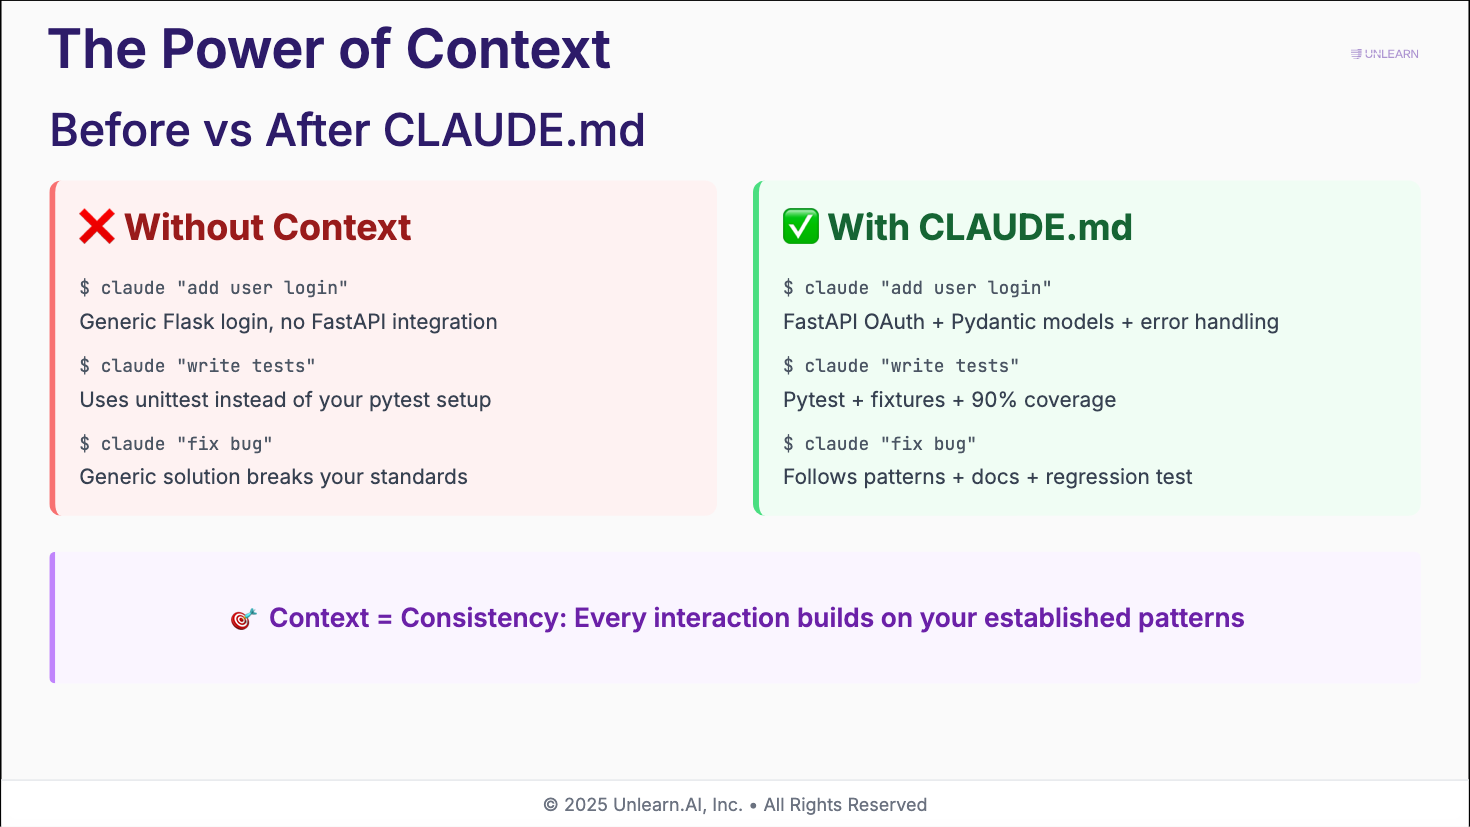 The Power of Context
UNLEARN
Before vs After CLAUDE.md
❌ Without Context
$ claude "add user login"
Generic Flask login, no FastAPI integration
$ claude "write tests"
Uses unittest instead of your pytest setup
$ claude "fix bug"
Generic solution breaks your standards
✅ With CLAUDE.md
$ claude "add user login"
FastAPI OAuth + Pydantic models + error handling
$ claude "write tests"
Pytest + fixtures + 90% coverage
$ claude "fix bug"
Follows patterns + docs + regression test
🎯 Context = Consistency: Every interaction builds on your established patterns
© 2025 Unlearn.AI, Inc. • All Rights Reserved